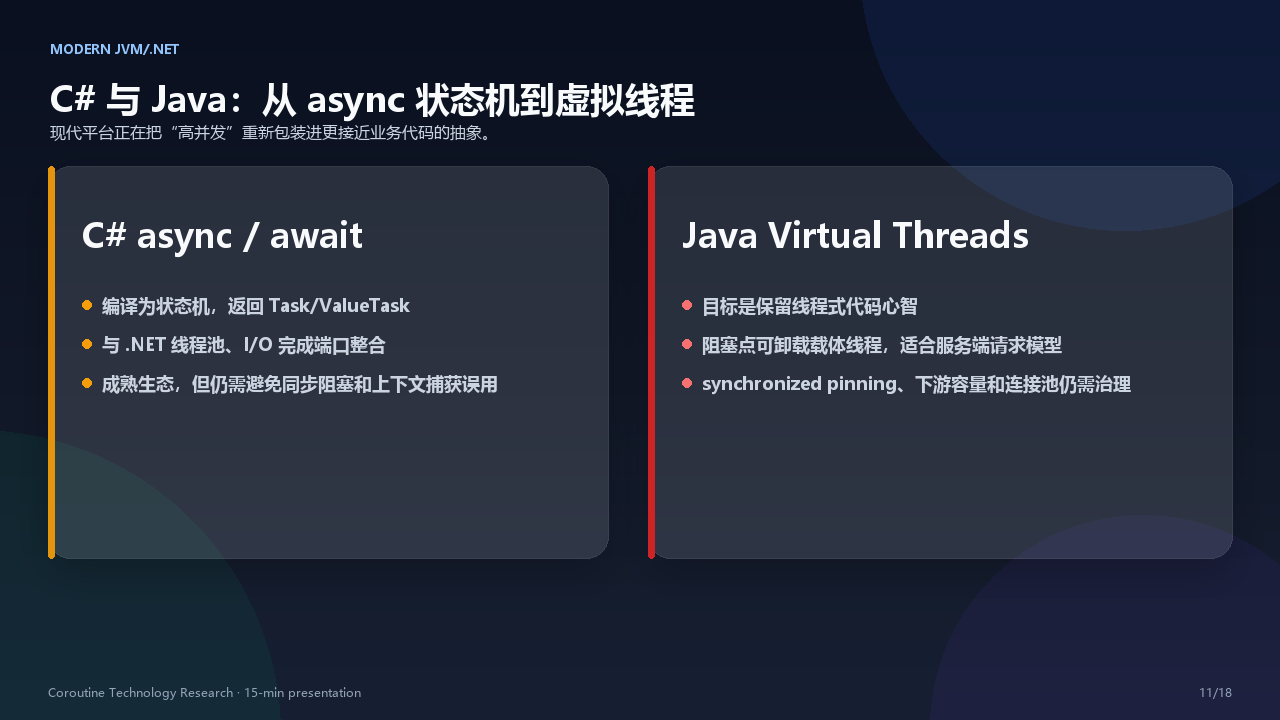 MODERN JVM/.NET
C# 与 Java：从 async 状态机到虚拟线程
现代平台正在把“高并发”重新包装进更接近业务代码的抽象。
C# async / await
编译为状态机，返回 Task/ValueTask
与 .NET 线程池、I/O 完成端口整合
成熟生态，但仍需避免同步阻塞和上下文捕获误用
Java Virtual Threads
目标是保留线程式代码心智
阻塞点可卸载载体线程，适合服务端请求模型
synchronized pinning、下游容量和连接池仍需治理
Coroutine Technology Research · 15-min presentation
11/18